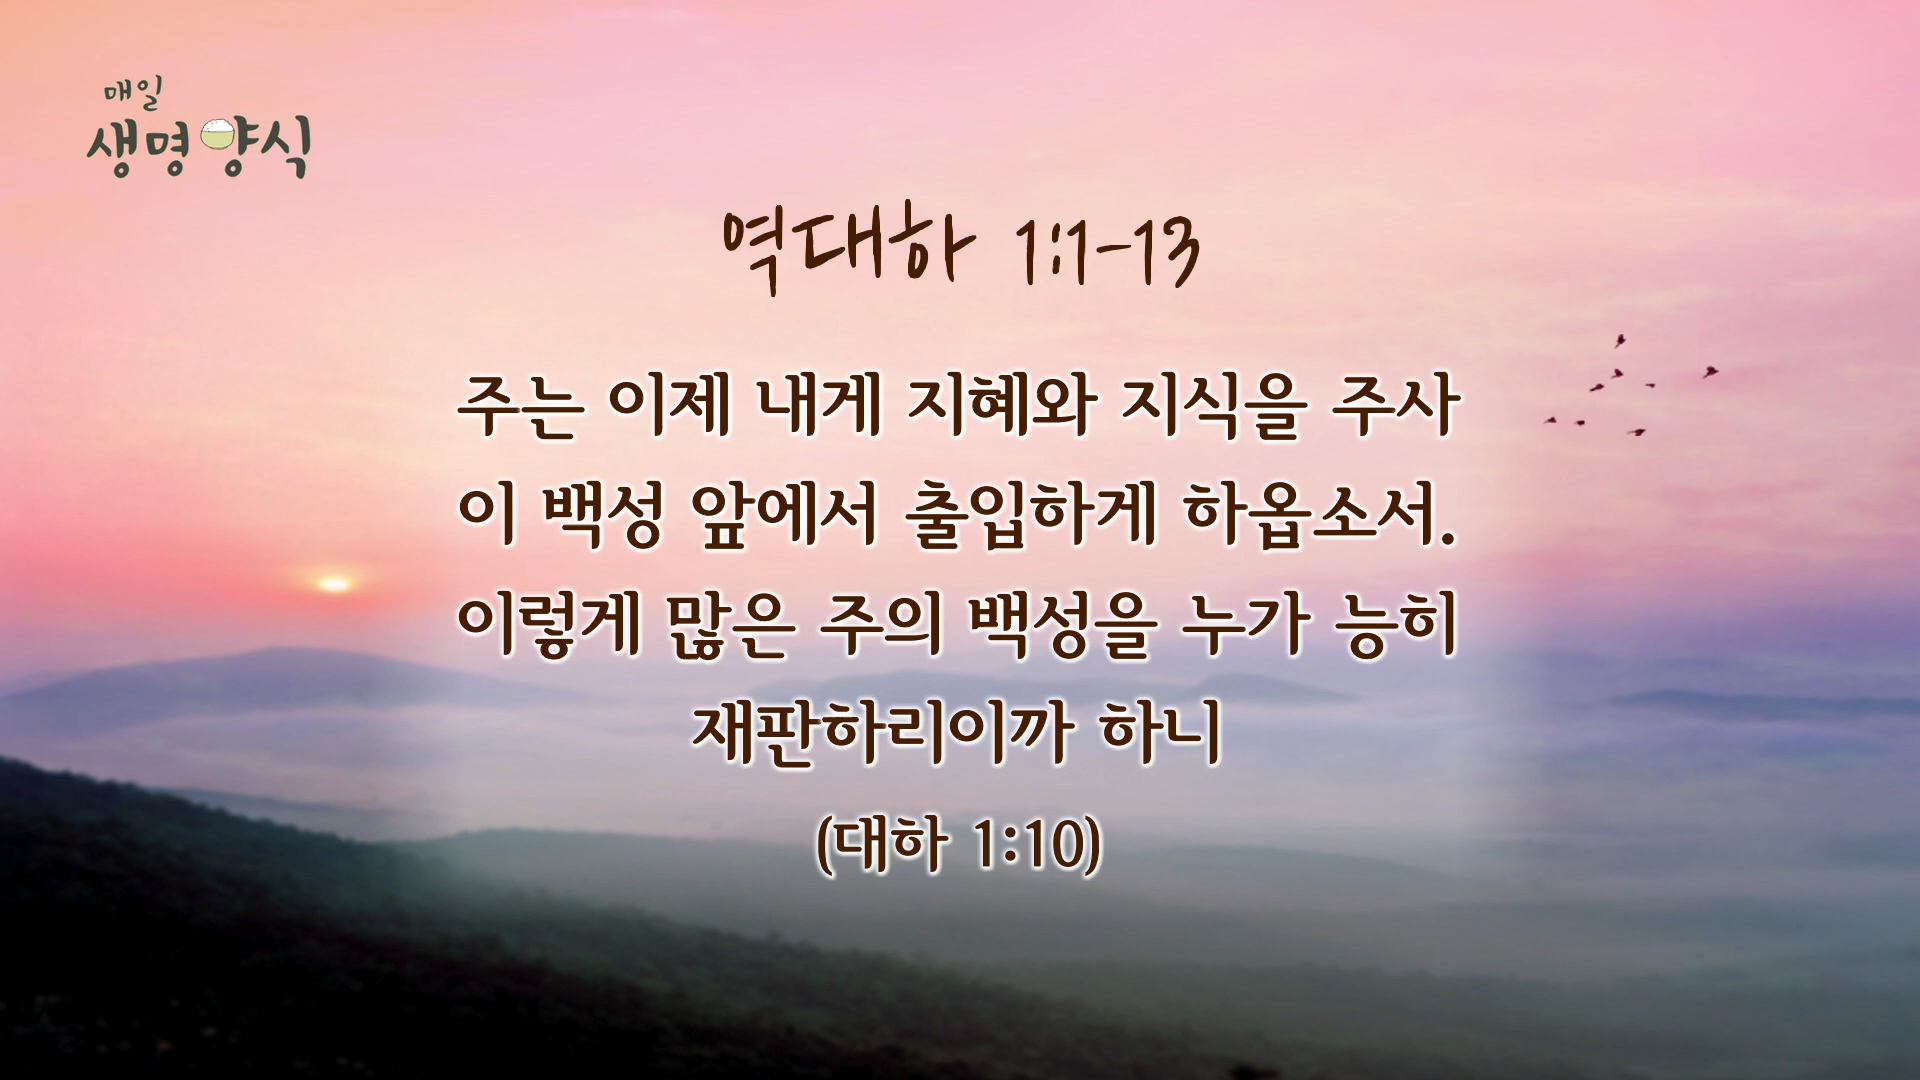 매일
생명양식
역대하 1:1-13
주는 이제 내게 지혜와 지식을 주사
이 백성 앞에서 출입하게 하옵소서.
이렇게 많은 주의 백성을 누가 능히
재판하리이까 하니
(대하 1:10)